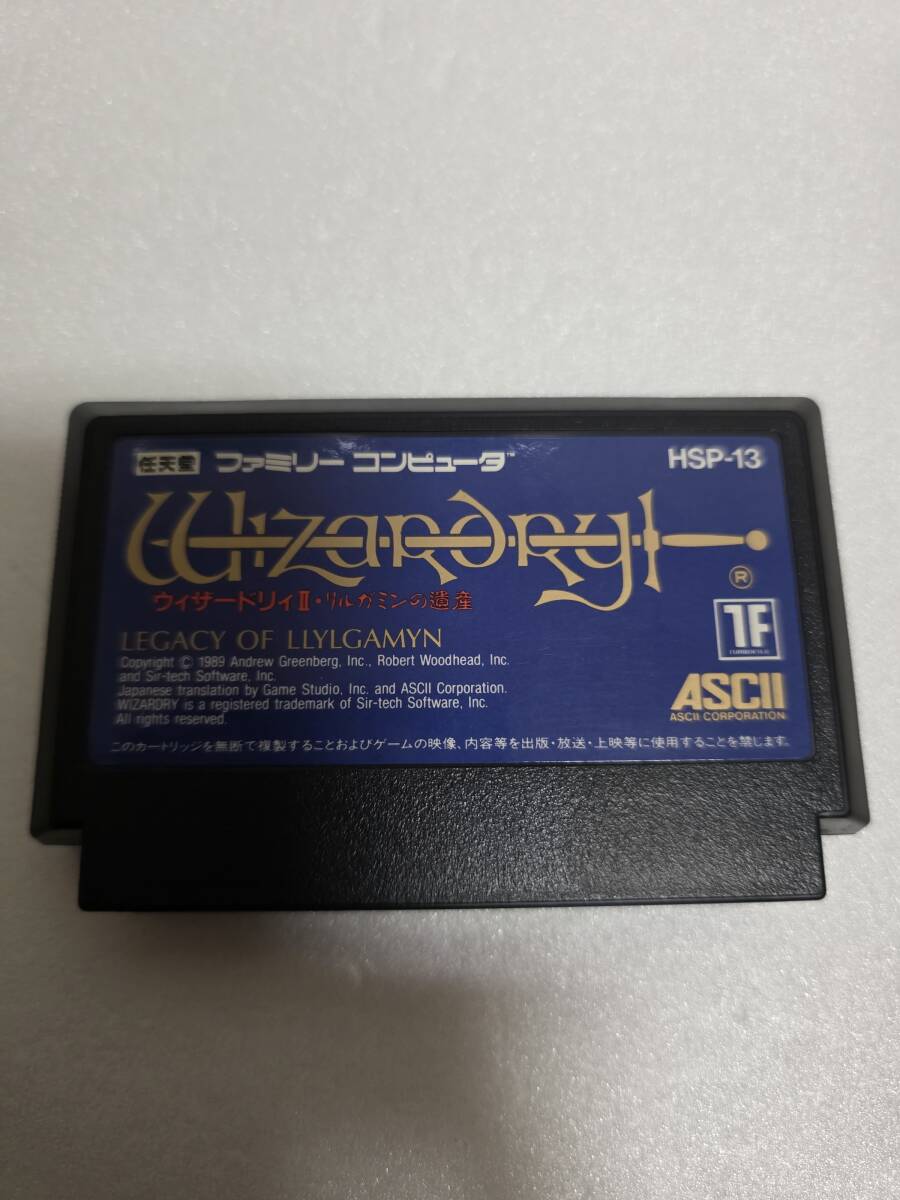 任天堂 ファミリーコンピュータ™ HSP-13
Wizardry
®
ウィザードリィⅡ・リルガミンの遺産
LEGACY OF LLYLGAMYN
Copyright © 1989 Andrew Greenberg, Inc., Robert Woodhead, Inc.
and Sir-tech Software, Inc.
Japanese translation by Game Studio, Inc. and ASCII Corporation.
WIZARDRY is a registered trademark of Sir-tech Software, Inc.
All rights reserved.
TF
TURBOFILE
ASCII
ASCII CORPORATION
このカートリッジを無断で複製することおよびゲームの映像、内容等を出版・放送・上映等に使用することを禁じます。